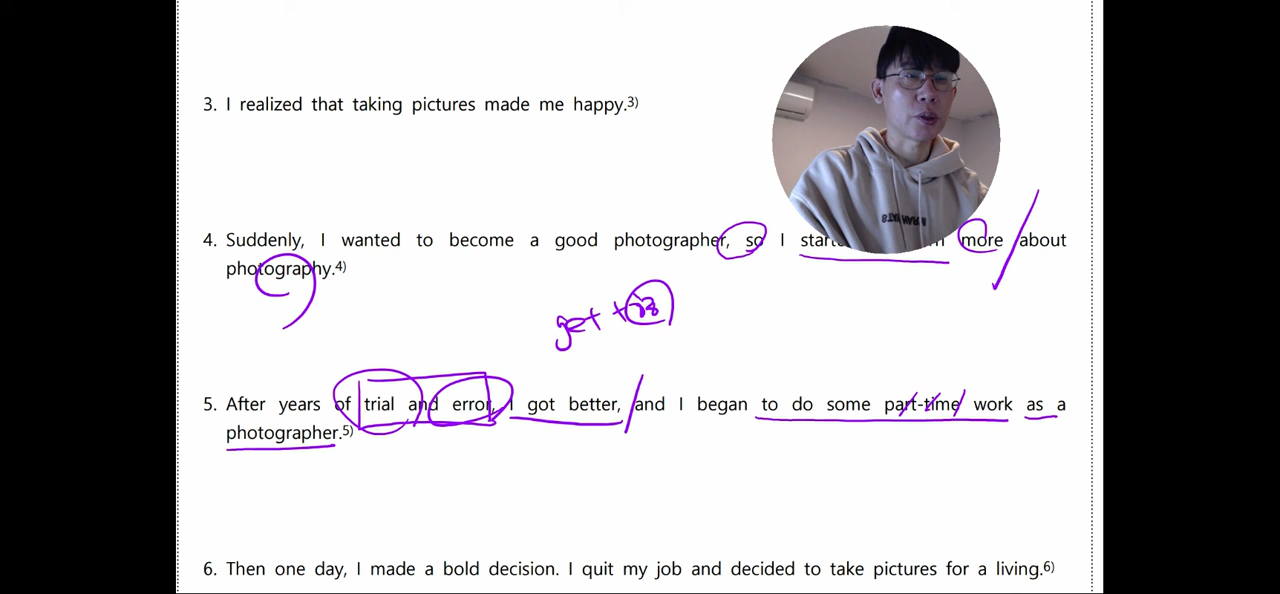 3. I realized that taking pictures made me happy.3)
4. Suddenly, I wanted to become a good photographer, so I more about
photography.4)
get
5. After years of trial and error, I got better, and I began to do some part-time work as a
photographer.5)
6. Then one day, I made a bold decision. I quit my job and decided to take pictures for a living.6)